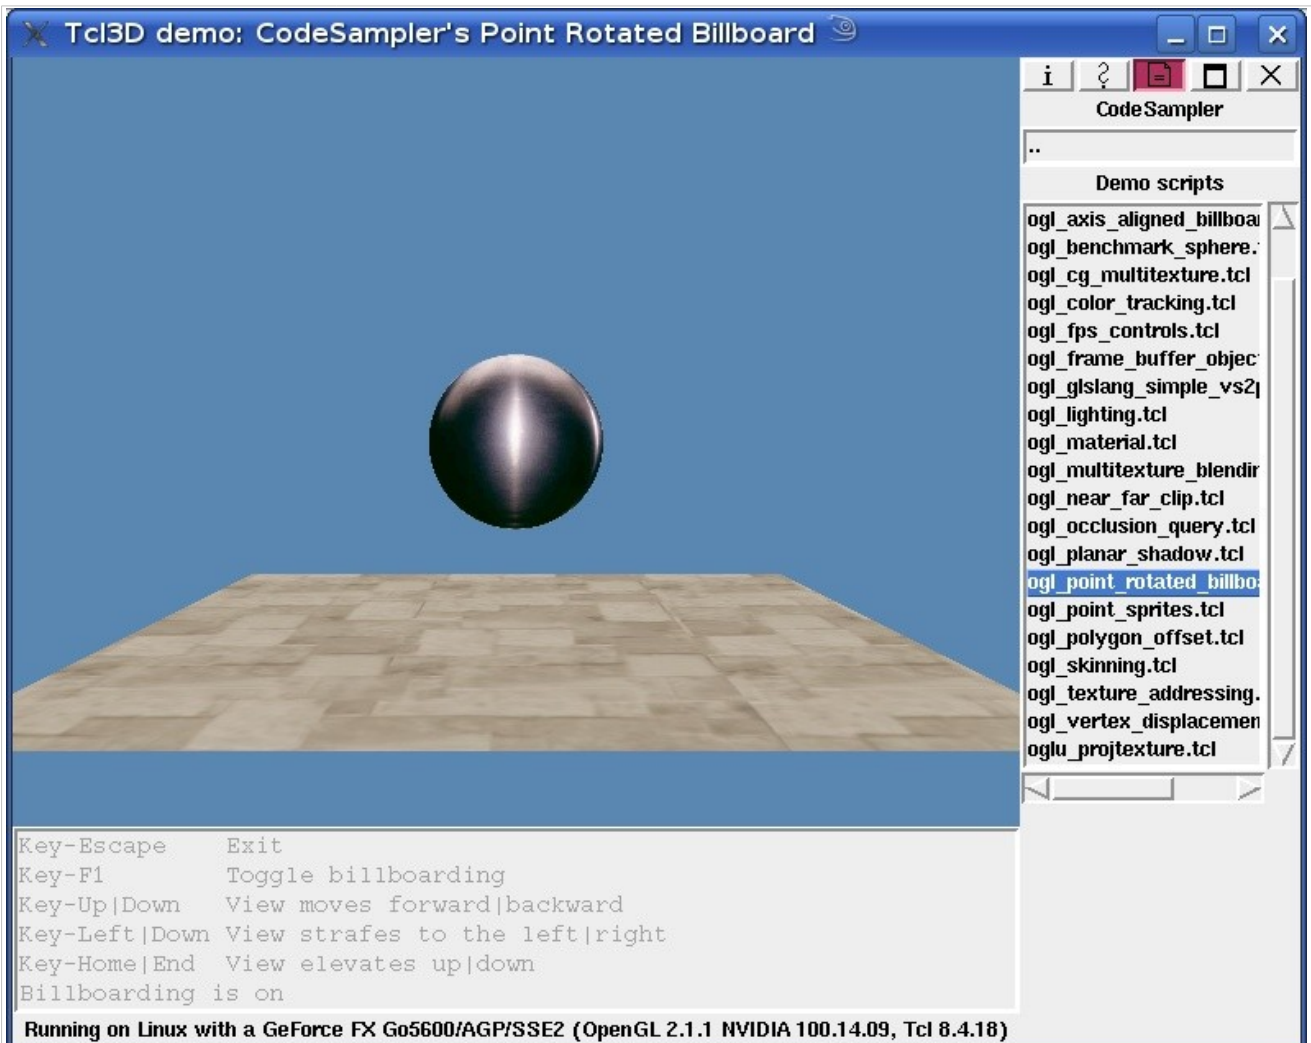 Tcl3D demo: CodeSampler's Point Rotated Billboard
i ?
CodeSampler
..
Demo scripts
ogl_axis_aligned_billboa
ogl_benchmark_sphere.
ogl_cg_multitexture.tcl
ogl_color_tracking.tcl
ogl_fps_controls.tcl
ogl_frame_buffer_objec
ogl_glslang_simple_vs2p
ogl_lighting.tcl
ogl_material.tcl
ogl_multitexture_blendin
ogl_near_far_clip.tcl
ogl_occlusion_query.tcl
ogl_planar_shadow.tcl
ogl_point_rotated_billboa
ogl_point_sprites.tcl
ogl_polygon_offset.tcl
ogl_skinning.tcl
ogl_texture_addressing.
ogl_vertex_displacemen
oglu_projtexture.tcl
Key-Escape Exit
Key-F1 Toggle billboarding
Key-Up|Down View moves forward|backward
Key-Left|Down View strafes to the left|right
Key-Home|End View elevates up|down
Billboarding is on
Running on Linux with a GeForce FX Go5600/AGP/SSE2 (OpenGL 2.1.1 NVIDIA 100.14.09, Tcl 8.4.18)